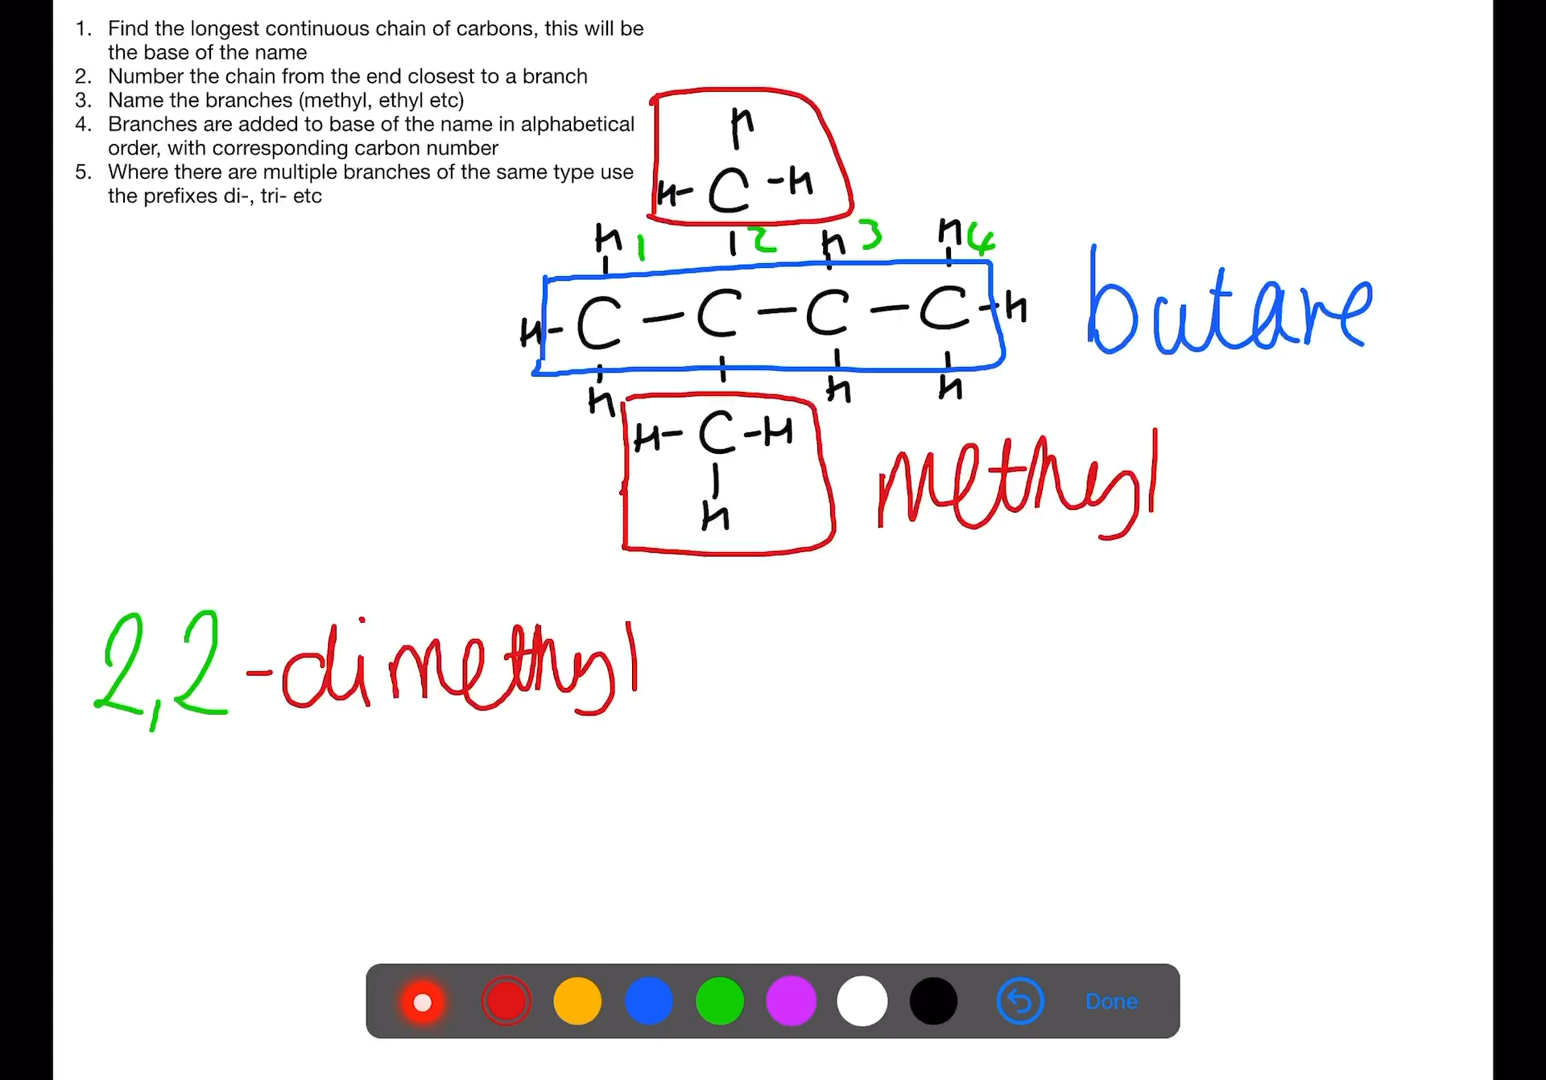 1. Find the longest continuous chain of carbons, this will be
the base of the name
2. Number the chain from the end closest to a branch
3. Name the branches (methyl, ethyl etc)
4. Branches are added to base of the name in alphabetical
order, with corresponding carbon number
5. Where there are multiple branches of the same type use
the prefixes di-, tri- etc
H
H- C -H
H 1 2 H 3 H 4
H- C - C - C - C -H
butane
H H H
H- C -H
methyl
H
2,2-dimethyl
Done